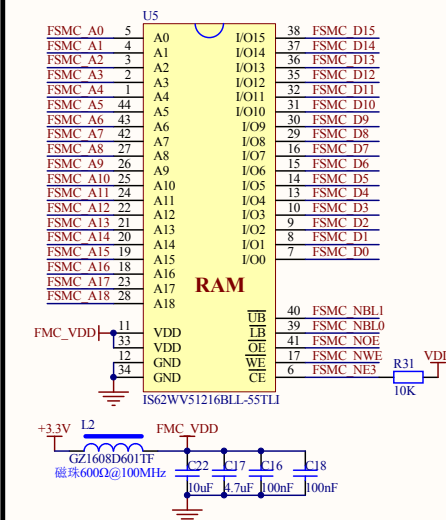 U5
FSMC_A0 5 A0 I/O15 38 FSMC_D15
FSMC_A1 4 A1 I/O14 37 FSMC_D14
FSMC_A2 3 A2 I/O13 36 FSMC_D13
FSMC_A3 2 A3 I/O12 35 FSMC_D12
FSMC_A4 1 A4 I/O11 32 FSMC_D11
FSMC_A5 44 A5 I/O10 31 FSMC_D10
FSMC_A6 43 A6 I/O9 30 FSMC_D9
FSMC_A7 42 A7 I/O8 29 FSMC_D8
FSMC_A8 27 A8 I/O7 16 FSMC_D7
FSMC_A9 26 A9 I/O6 15 FSMC_D6
FSMC_A10 25 A10 I/O5 14 FSMC_D5
FSMC_A11 24 A11 I/O4 13 FSMC_D4
FSMC_A12 22 A12 I/O3 10 FSMC_D3
FSMC_A13 21 A13 I/O2 9 FSMC_D2
FSMC_A14 20 A14 I/O1 8 FSMC_D1
FSMC_A15 19 A15 I/O0 7 FSMC_D0
FSMC_A16 18 A16
FSMC_A17 23 A17
FSMC_A18 28 A18
RAM
UB 40 FSMC_NBL1
FMC_VDD 11 VDD LB 39 FSMC_NBL0
33 VDD OE 41 FSMC_NOE
12 GND WE 17 FSMC_NWE
34 GND CE 6 FSMC_NE3 R31 VDD
10K
IS62WV51216BLL-55TLI
+3.3V L2 FMC_VDD
GZ1608D601TF
磁珠600Ω@100MHz
C22 C17 C16 C18
10uF 4.7uF 100nF 100nF